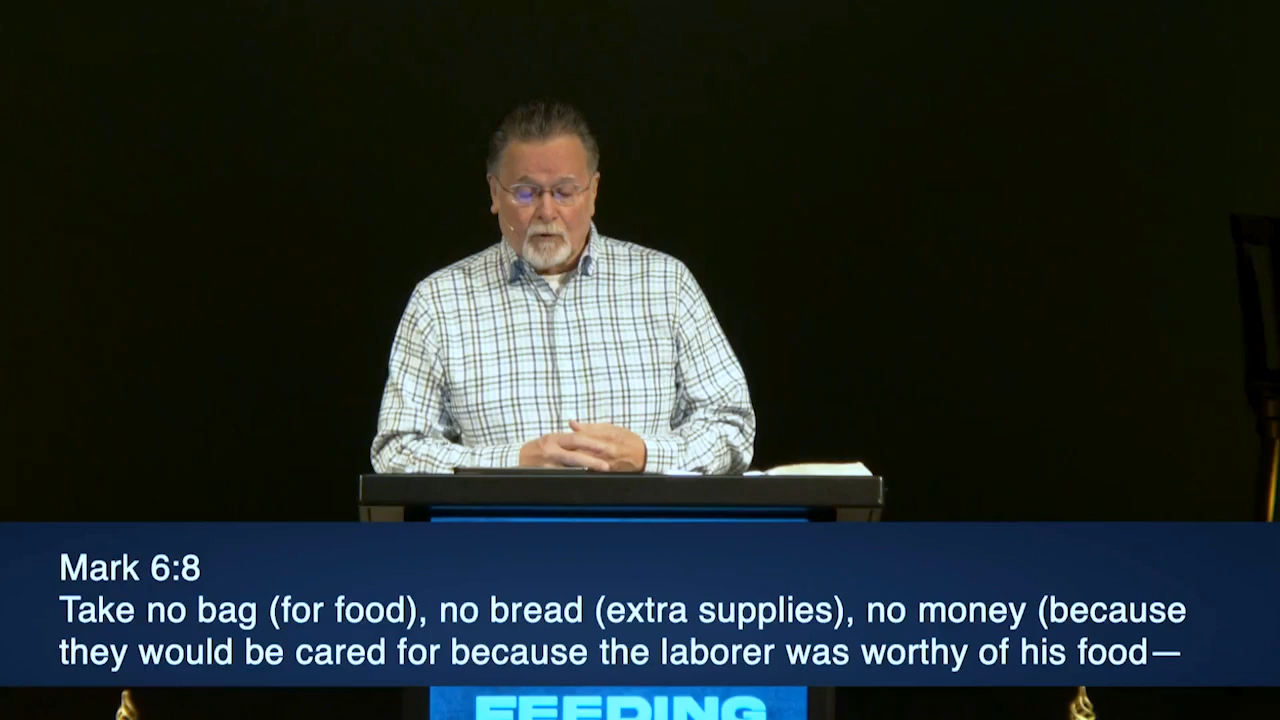 Mark 6:8
Take no bag (for food), no bread (extra supplies), no money (because
they would be cared for because the laborer was worthy of his food—
FEEDING